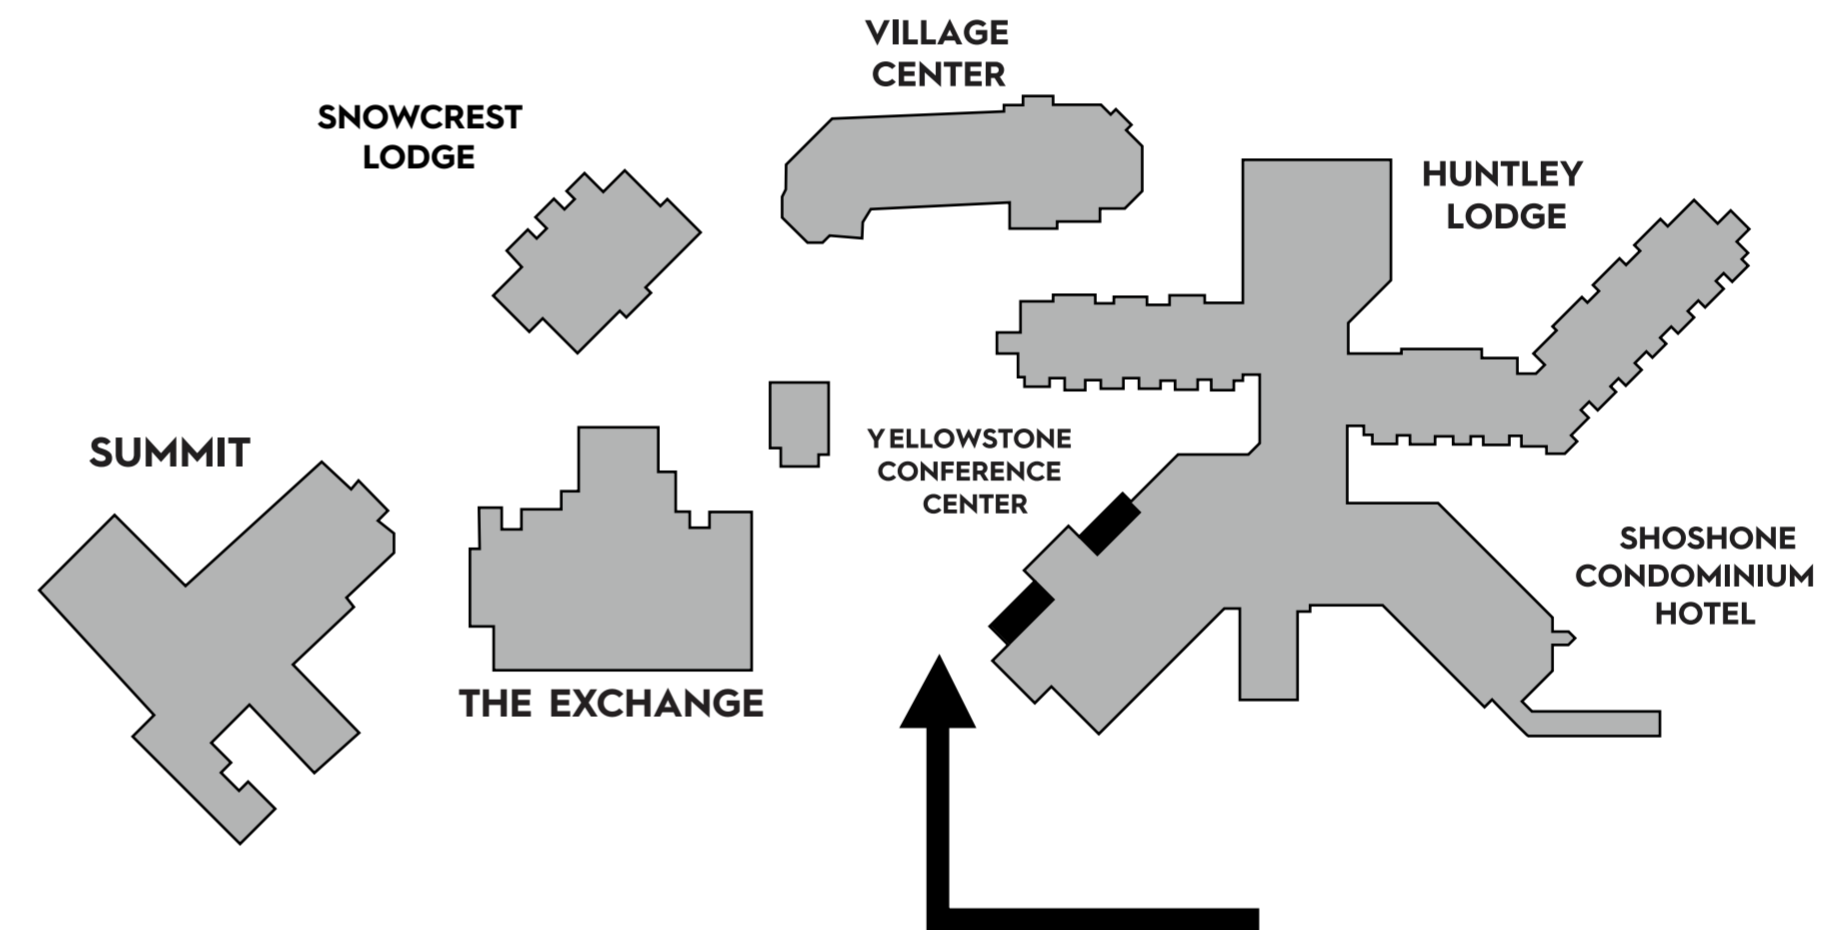 VILLAGE
CENTER
SNOWCREST
LODGE
HUNTLEY
LODGE
SUMMIT
YELLOWSTONE
CONFERENCE
CENTER
SHOSHONE
CONDOMINIUM
HOTEL
THE EXCHANGE